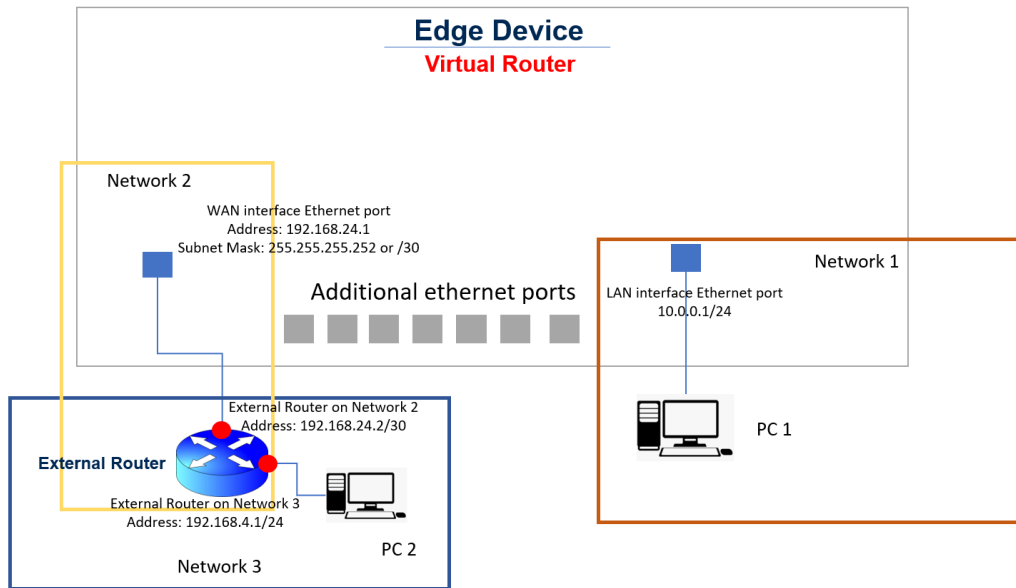 Edge Device
Virtual Router
Network 2
WAN interface Ethernet port
Address: 192.168.24.1
Subnet Mask: 255.255.255.252 or /30
Network 1
Additional ethernet ports
LAN interface Ethernet port
10.0.0.1/24
External Router on Network 2
Address: 192.168.24.2/30
PC 1
External Router
External Router on Network 3
Address: 192.168.4.1/24
PC 2
Network 3